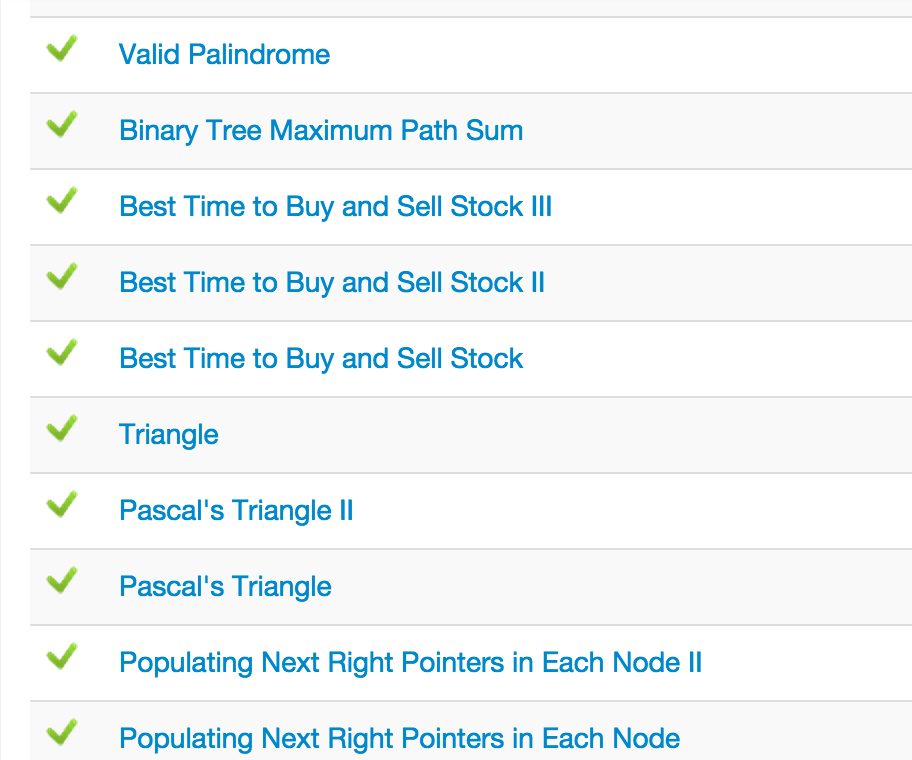 Valid Palindrome
Binary Tree Maximum Path Sum
Best Time to Buy and Sell Stock III
Best Time to Buy and Sell Stock II
Best Time to Buy and Sell Stock
Triangle
Pascal's Triangle II
Pascal's Triangle
Populating Next Right Pointers in Each Node II
Populating Next Right Pointers in Each Node